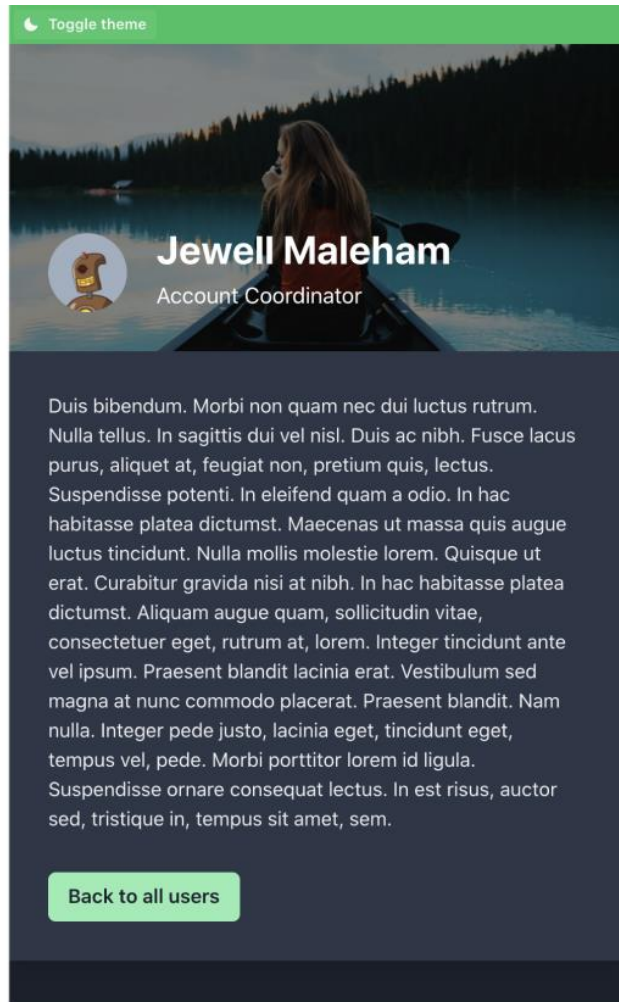 Toggle theme
Jewell Maleham
Account Coordinator
Duis bibendum. Morbi non quam nec dui luctus rutrum.
Nulla tellus. In sagittis dui vel nisl. Duis ac nibh. Fusce lacus
purus, aliquet at, feugiat non, pretium quis, lectus.
Suspendisse potenti. In eleifend quam a odio. In hac
habitasse platea dictumst. Maecenas ut massa quis augue
luctus tincidunt. Nulla mollis molestie lorem. Quisque ut
erat. Curabitur gravida nisi at nibh. In hac habitasse platea
dictumst. Aliquam augue quam, sollicitudin vitae,
consectetuer eget, rutrum at, lorem. Integer tincidunt ante
vel ipsum. Praesent blandit lacinia erat. Vestibulum sed
magna at nunc commodo placerat. Praesent blandit. Nam
nulla. Integer pede justo, lacinia eget, tincidunt eget,
tempus vel, pede. Morbi porttitor lorem id ligula.
Suspendisse ornare consequat lectus. In est risus, auctor
sed, tristique in, tempus sit amet, sem.
Back to all users